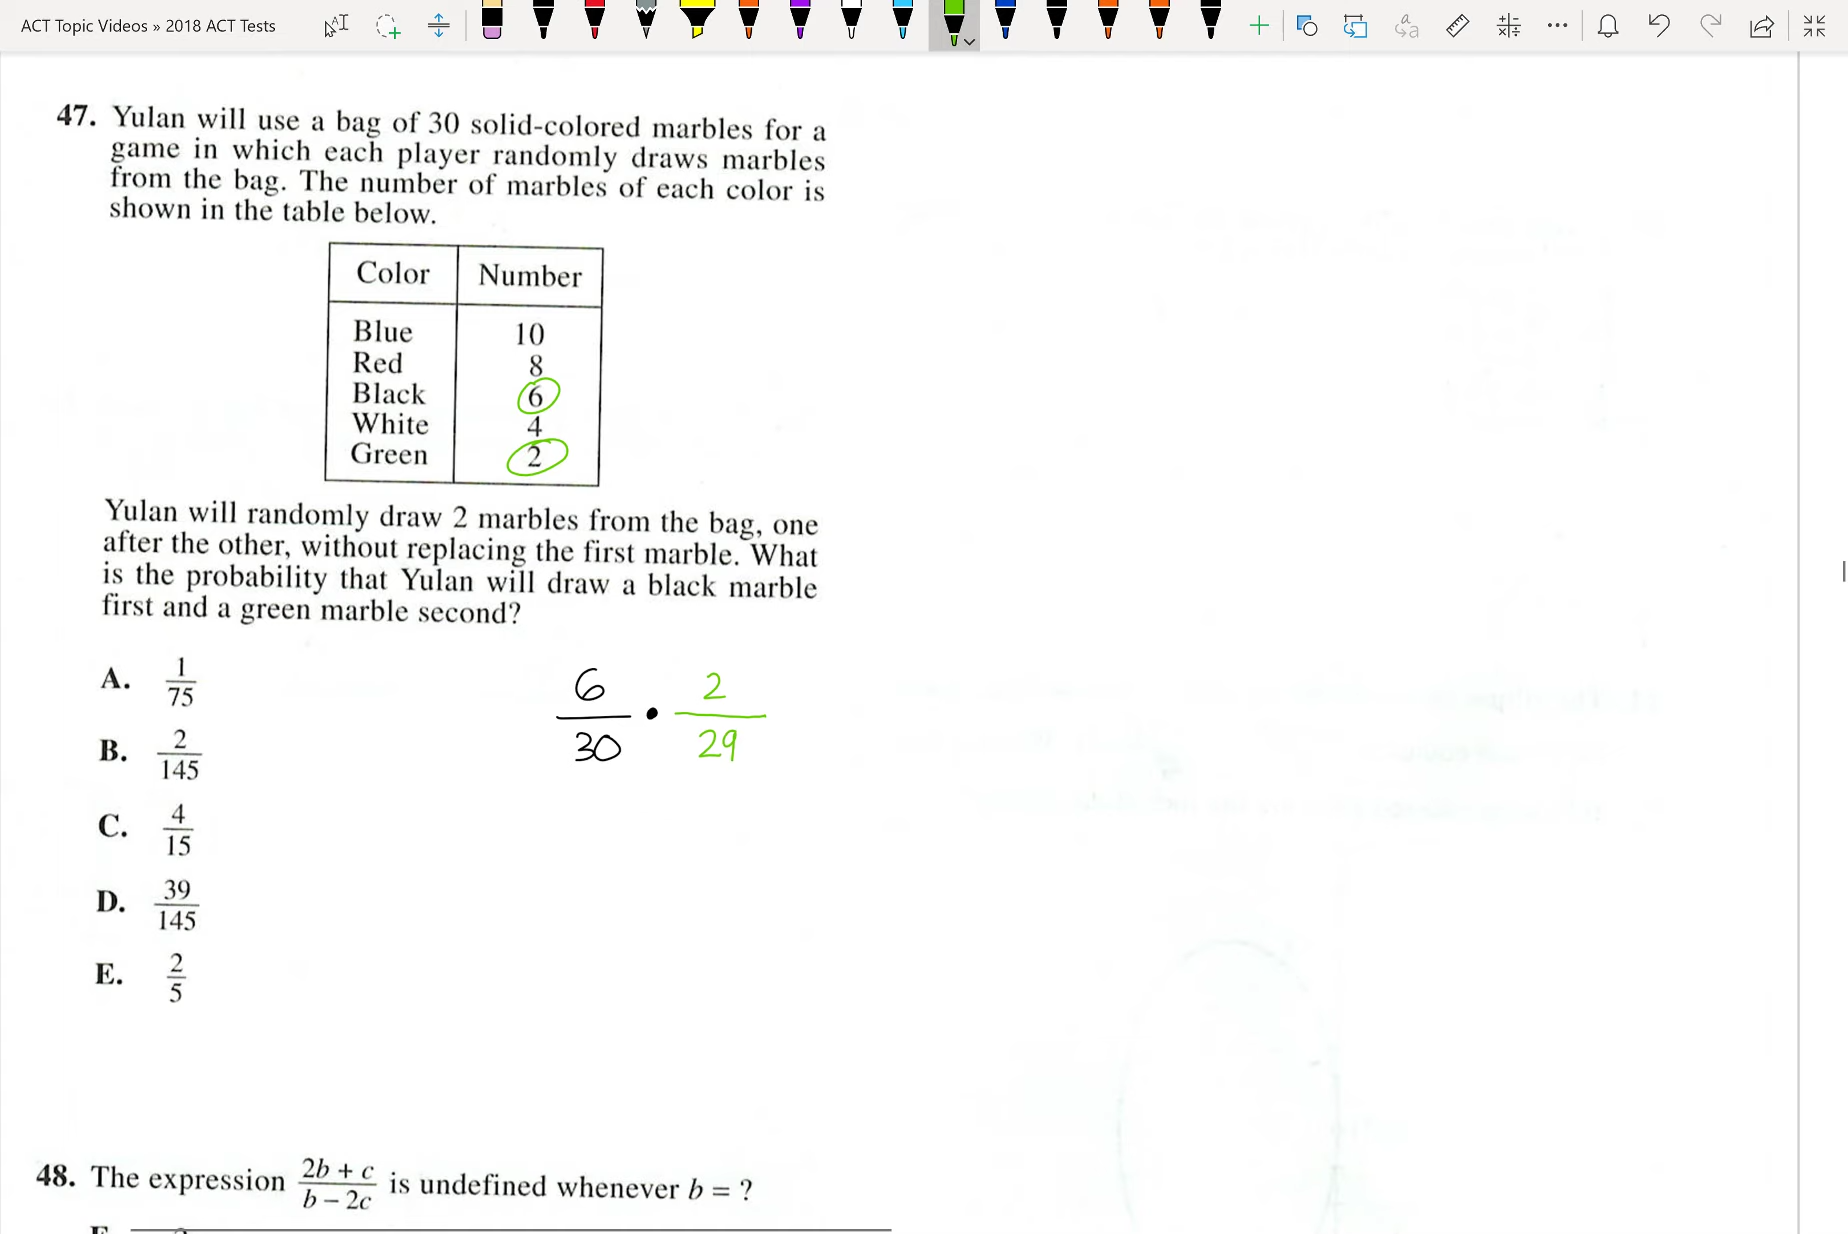 ACT Topic Videos » 2018 ACT Tests
47. Yulan will use a bag of 30 solid-colored marbles for a
game in which each player randomly draws marbles
from the bag. The number of marbles of each color is
shown in the table below.
Color Number
Blue 10
Red 8
Black 6
White 4
Green 2
Yulan will randomly draw 2 marbles from the bag, one
after the other, without replacing the first marble. What
is the probability that Yulan will draw a black marble
first and a green marble second?
A. 1/75
B. 2/145
C. 4/15
D. 39/145
E. 2/5
6/30 • 2/29
48. The expression (2b + c)/(b – 2c) is undefined whenever b = ?